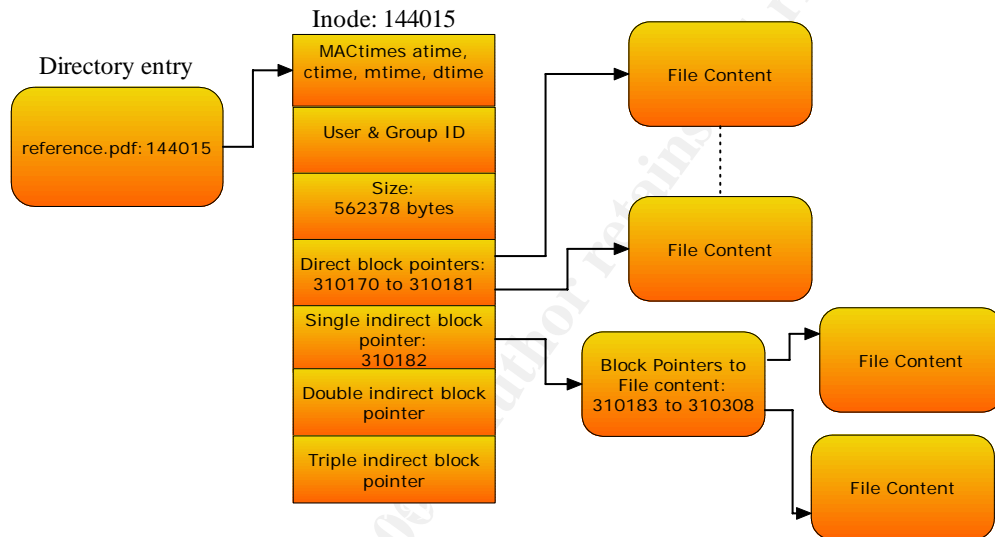 Inode: 144015
Directory entry
reference.pdf: 144015
MACtimes atime,
ctime, mtime, dtime
User & Group ID
Size:
562378 bytes
Direct block pointers:
310170 to 310181
Single indirect block
pointer:
310182
Double indirect block
pointer
Triple indirect block
pointer
File Content
File Content
Block Pointers to
File content:
310183 to 310308
File Content
File Content
Author retains